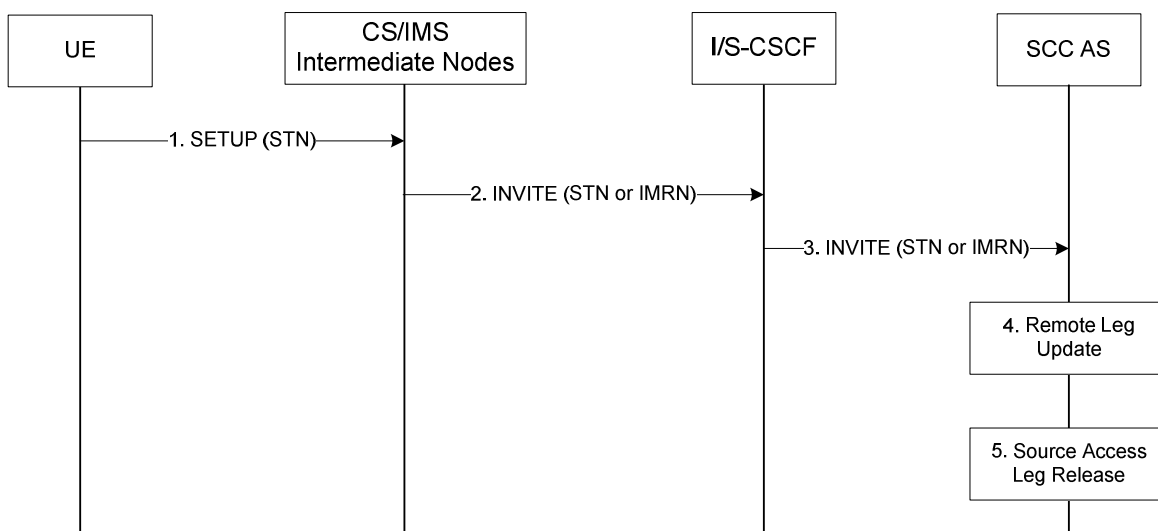 UE
CS/IMS
Intermediate Nodes
I/S-CSCF
SCC AS
1. SETUP (STN)
2. INVITE (STN or IMRN)
3. INVITE (STN or IMRN)
4. Remote Leg
Update
5. Source Access
Leg Release